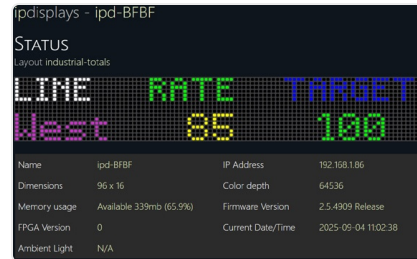 ipdisplays - ipd-BFBF
STATUS
Layout industrial-totals
LINE RATE TARGET
West 85 100
Name ipd-BFBF IP Address 192.168.1.86
Dimensions 96 x 16 Color depth 64536
Memory usage Available 339mb (65.9%) Firmware Version 2.5.4909 Release
FPGA Version 0 Current Date/Time 2025-09-04 11:02:38
Ambient Light N/A